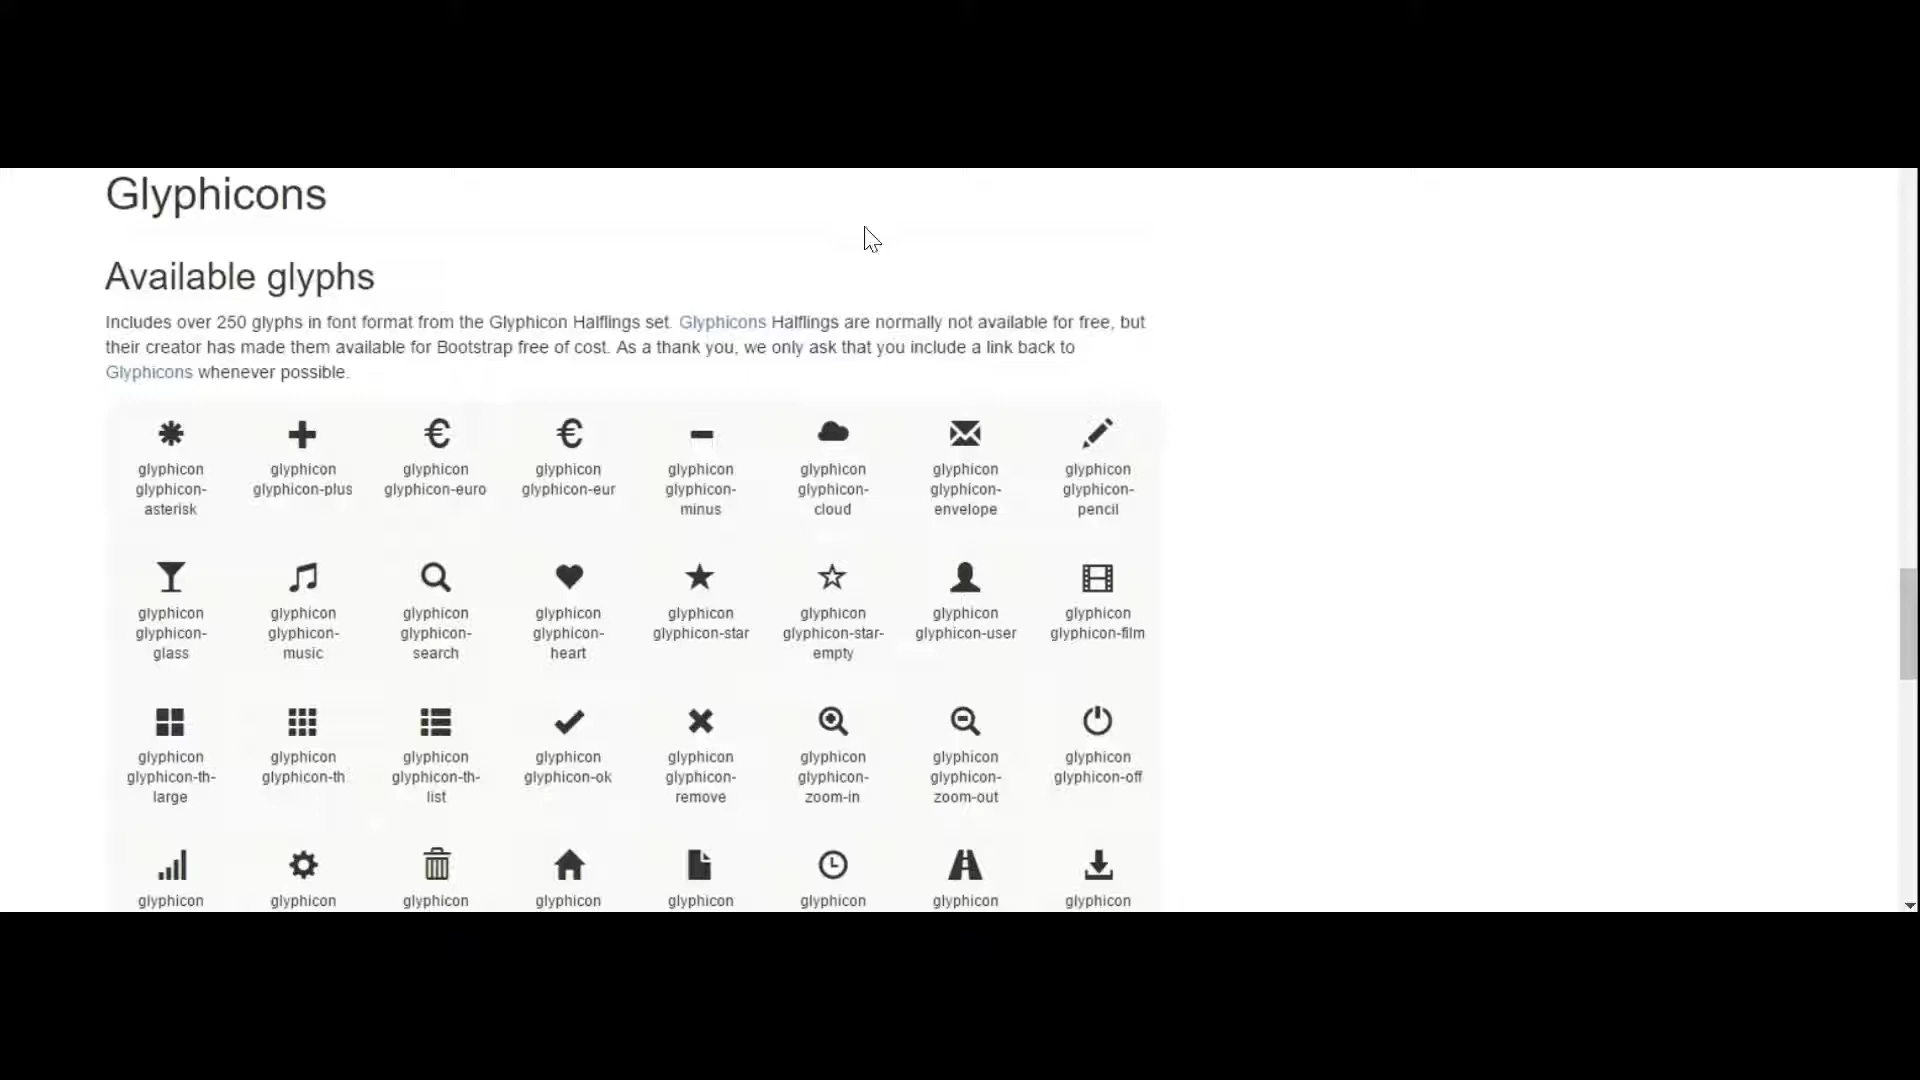 Glyphicons
Available glyphs
Includes over 250 glyphs in font format from the Glyphicon Halflings set. Glyphicons Halflings are normally not available for free, but
their creator has made them available for Bootstrap free of cost. As a thank you, we only ask that you include a link back to
Glyphicons whenever possible.
glyphicon glyphicon glyphicon glyphicon glyphicon glyphicon glyphicon glyphicon
glyphicon- glyphicon-plus glyphicon-euro glyphicon-eur glyphicon- glyphicon- glyphicon- glyphicon-
asterisk minus cloud envelope pencil
glyphicon glyphicon glyphicon glyphicon glyphicon glyphicon glyphicon glyphicon
glyphicon- glyphicon- glyphicon- glyphicon- glyphicon-star glyphicon-star- glyphicon-user glyphicon-film
glass music search heart empty
glyphicon glyphicon glyphicon glyphicon glyphicon glyphicon glyphicon glyphicon
glyphicon-th- glyphicon-th glyphicon-th- glyphicon-ok glyphicon- glyphicon- glyphicon- glyphicon-off
large list remove zoom-in zoom-out
glyphicon glyphicon glyphicon glyphicon glyphicon glyphicon glyphicon glyphicon